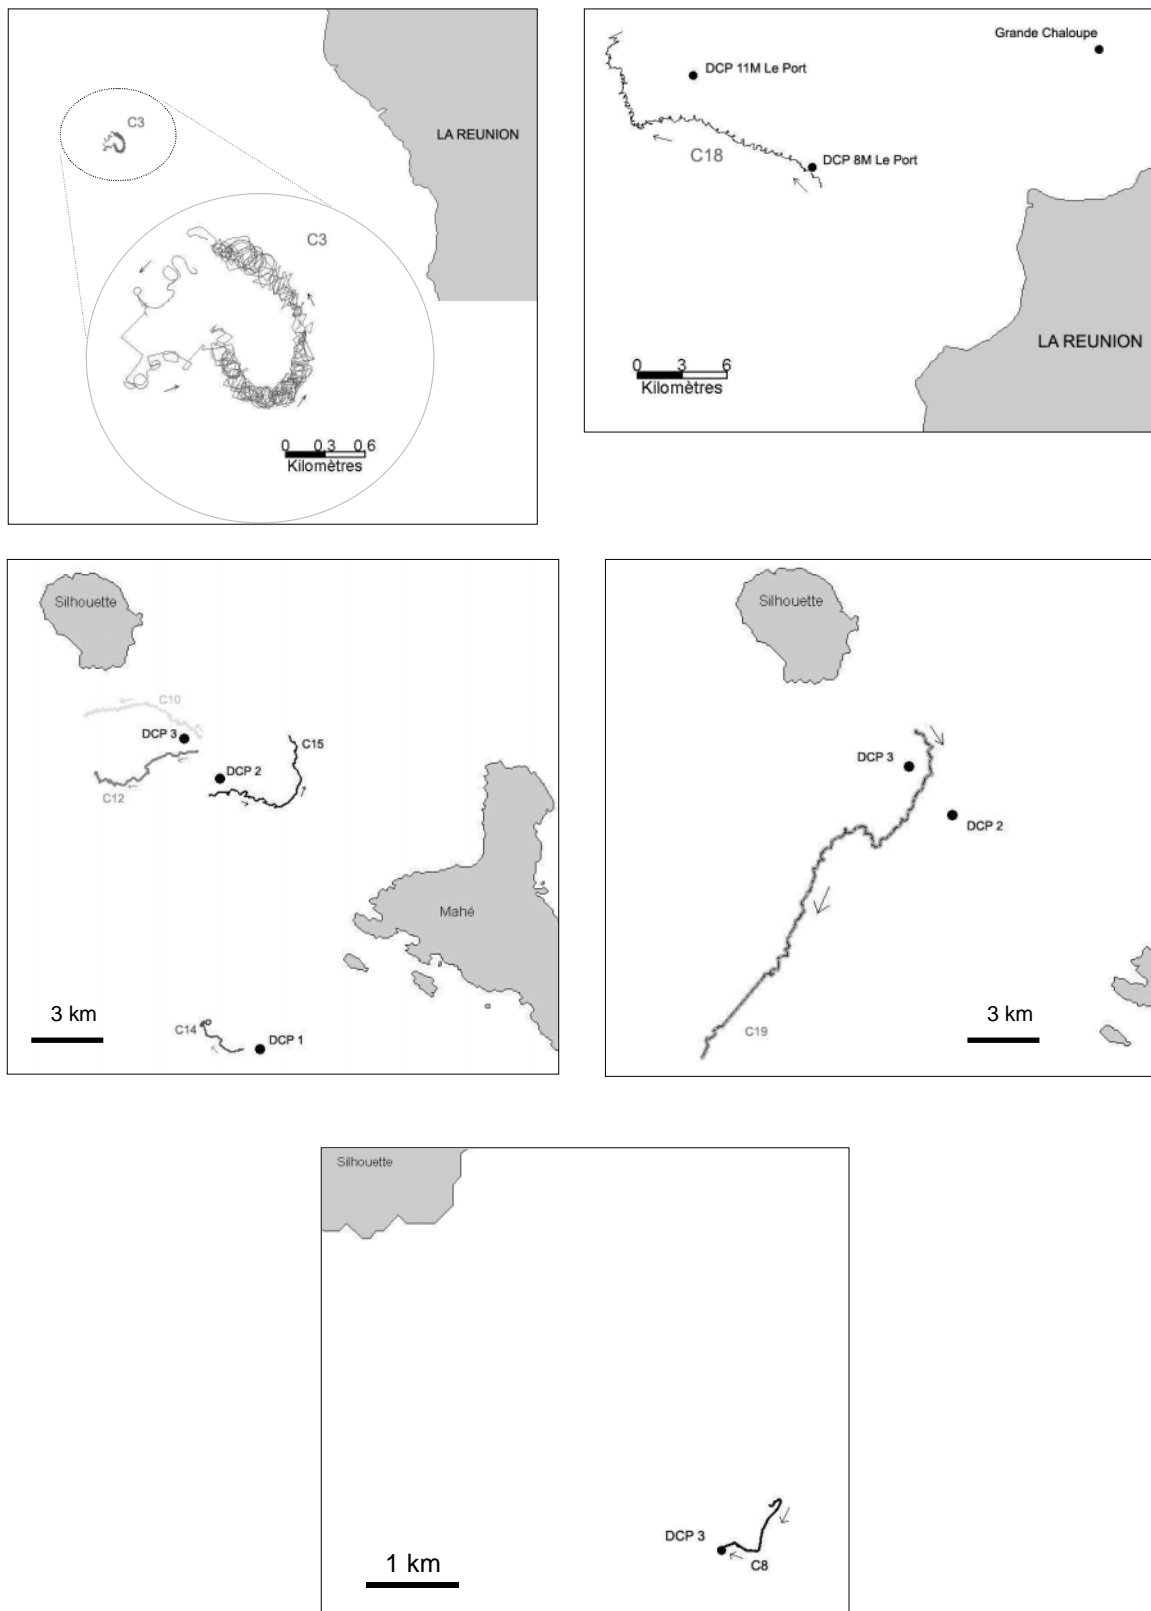 C3
LA REUNION
C3
0 0.3 0.6
Kilomètres
Grande Chaloupe
DCP 11M Le Port
C18
DCP 8M Le Port
0 3 6
Kilomètres
LA REUNION
Silhouette
C10
DCP 3
C15
DCP 2
C12
Mahé
3 km
C14
DCP 1
Silhouette
DCP 3
DCP 2
3 km
C19
Silhouette
DCP 3
C8
1 km